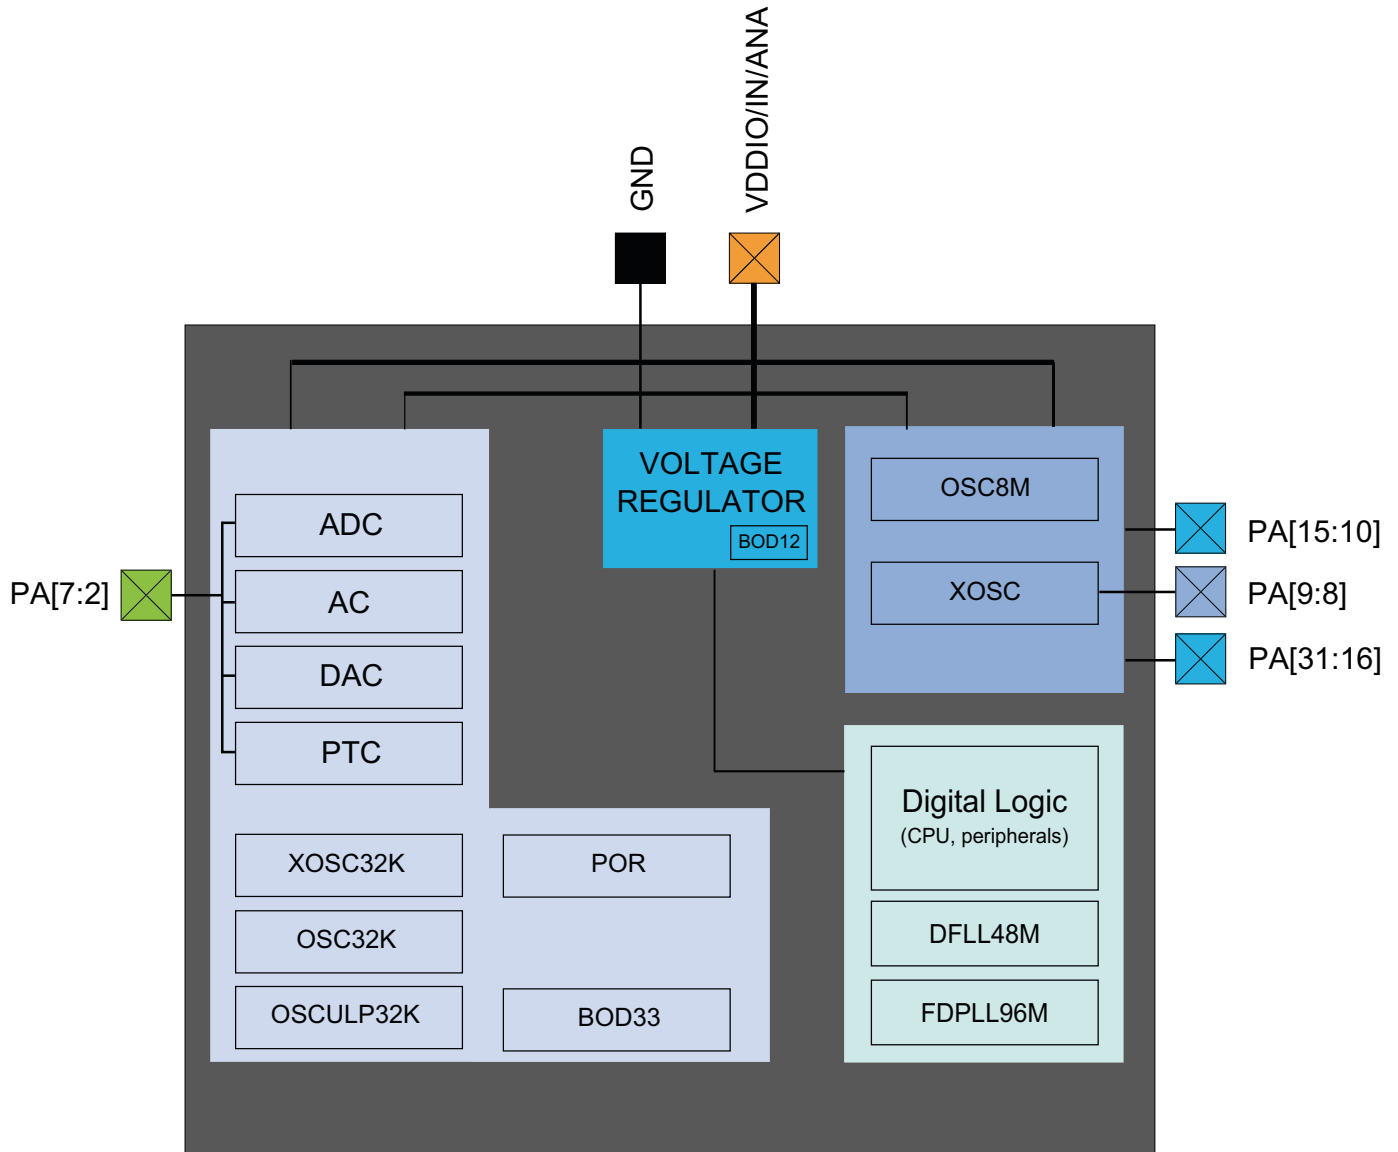 VDDIO/IN/ANA
GND
VOLTAGE
REGULATOR
BOD12
OSC8M
XOSC
PA[15:10]
PA[9:8]
PA[31:16]
PA[7:2]
ADC
AC
DAC
PTC
XOSC32K
POR
OSC32K
OSCULP32K
BOD33
Digital Logic
(CPU, peripherals)
DFLL48M
FDPLL96M